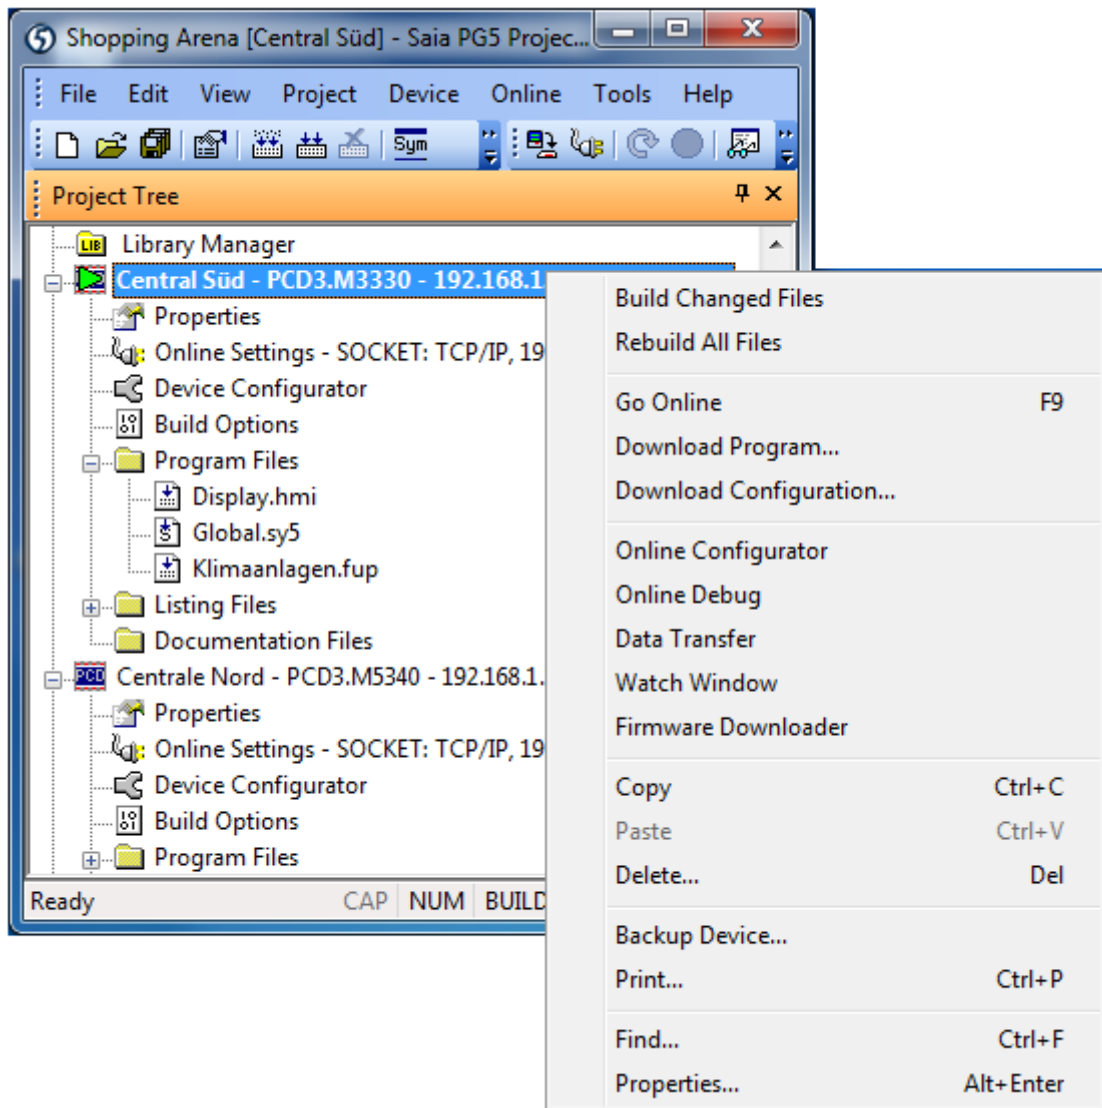 Shopping Arena [Central Süd] - Saia PG5 Projec...
File Edit View Project Device Online Tools Help
Sym
Project Tree
LIB Library Manager
Central Süd - PCD3.M3330 - 192.168.1.
Properties
Online Settings - SOCKET: TCP/IP, 19
Device Configurator
Build Options
Program Files
Display.hmi
Global.sy5
Klimaanlagen.fup
Listing Files
Documentation Files
PCD Centrale Nord - PCD3.M5340 - 192.168.1.
Properties
Online Settings - SOCKET: TCP/IP, 19
Device Configurator
Build Options
Program Files
Ready CAP NUM BUILD
Build Changed Files
Rebuild All Files
Go Online F9
Download Program...
Download Configuration...
Online Configurator
Online Debug
Data Transfer
Watch Window
Firmware Downloader
Copy Ctrl+C
Paste Ctrl+V
Delete... Del
Backup Device...
Print... Ctrl+P
Find... Ctrl+F
Properties... Alt+Enter